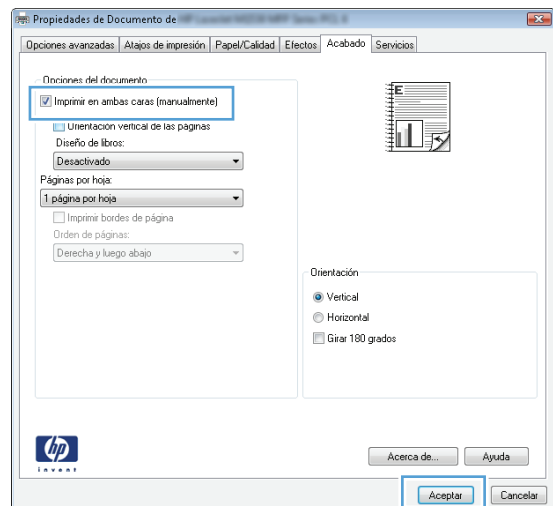 Propiedades de Documento de
Opciones avanzadas Atajos de impresión Papel/Calidad Efectos Acabado Servicios
Opciones del documento
Imprimir en ambas caras (manualmente)
Orientación vertical de las páginas
Diseño de libros:
Desactivado
Páginas por hoja:
1 página por hoja
Imprimir bordes de página
Orden de páginas:
Derecha y luego abajo
E
Orientación
Vertical
Horizontal
Girar 180 grados
hp
invent
Acerca de... Ayuda
Aceptar Cancelar